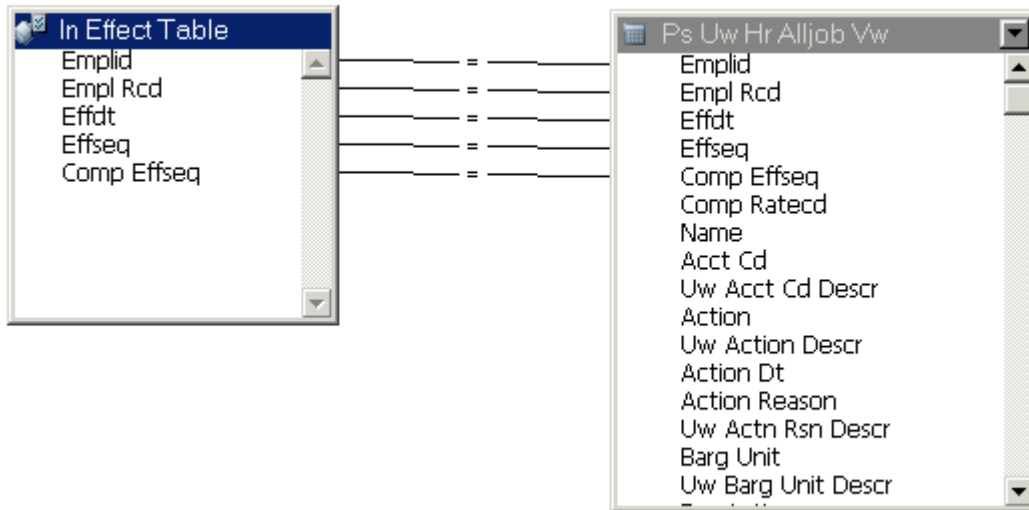 In Effect Table
Emplid
Empl Rcd
Effdt
Effseq
Comp Effseq
=
=
=
=
=
Ps Uw Hr Alljob Vw
Emplid
Empl Rcd
Effdt
Effseq
Comp Effseq
Comp Ratecd
Name
Acct Cd
Uw Acct Cd Descr
Action
Uw Action Descr
Action Dt
Action Reason
Uw Actn Rsn Descr
Barg Unit
Uw Barg Unit Descr